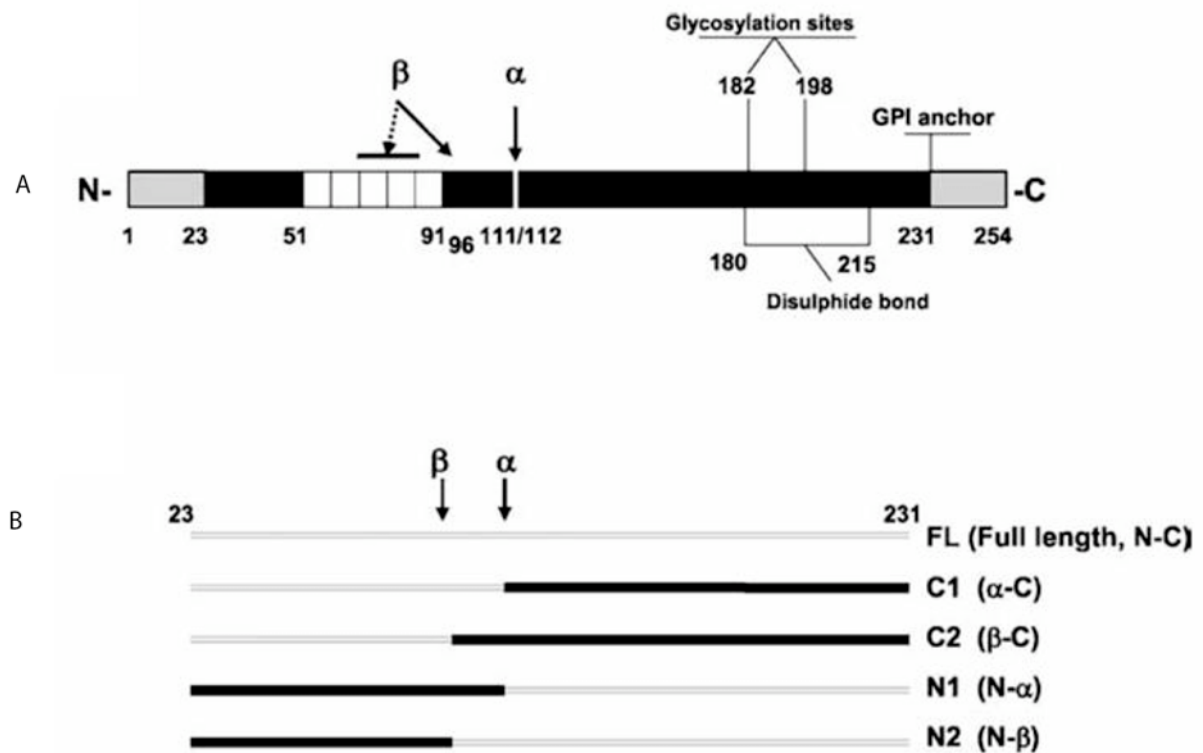 Glycosylation sites
β α
182 198
GPI anchor
A N- -C
1 23 51 91 96 111/112 231 254
180 215
Disulphide bond
β α
23 231
B
FL (Full length, N-C)
C1 (α-C)
C2 (β-C)
N1 (N-α)
N2 (N-β)